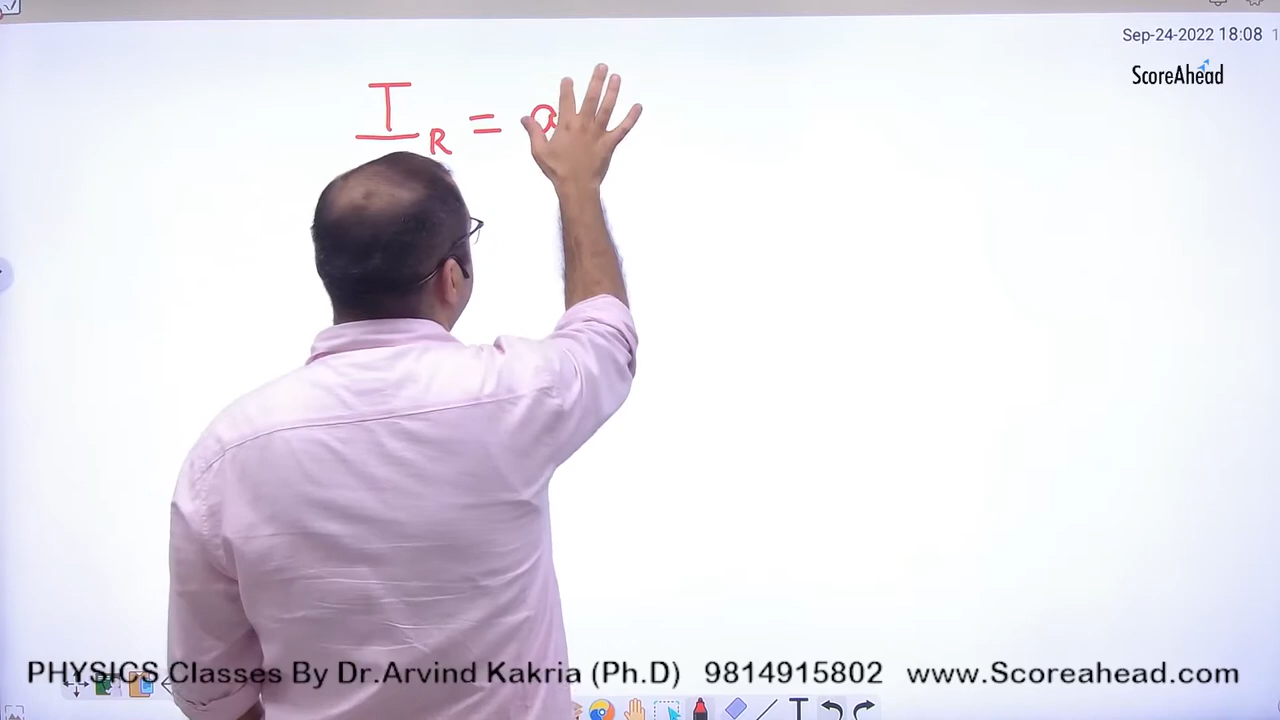 Sep-24-2022 18:08
ScoreAhead
I_R = a
PHYSICS Classes By Dr.Arvind Kakria (Ph.D) 9814915802 www.Scoreahead.com